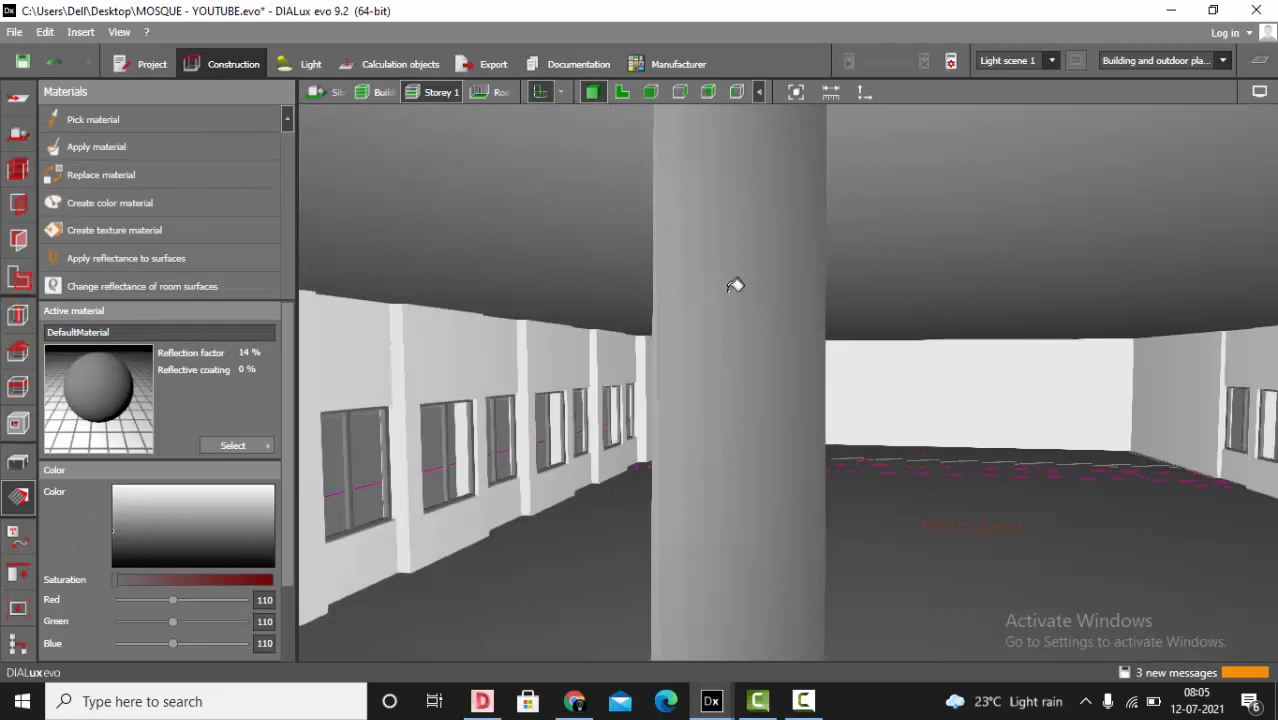 C:\Users\Dell\Desktop\MOSQUE - YOUTUBE.evo* - DIALux evo 9.2 (64-bit)
File Edit Insert View ?
Log in
Project Construction Light Calculation objects Export Documentation Manufacturer
Light scene 1
Building and outdoor pla...
Materials
Sit Build Storey 1 Roo
Pick material
Apply material
Replace material
Create color material
Create texture material
Apply reflectance to surfaces
Change reflectance of room surfaces
Active material
DefaultMaterial
Reflection factor 14 %
Reflective coating 0 %
Select
Color
Color
Saturation
Red 110
Green 110
Blue 110
Activate Windows
Go to Settings to activate Windows.
DIALux evo
3 new messages
Type here to search
23°C Light rain
08:05
12-07-2021
6